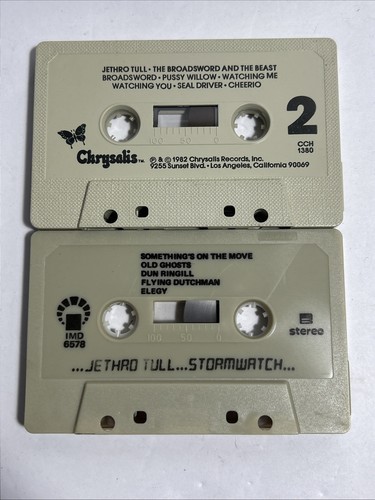 JETHRO TULL • THE BROADSWORD AND THE BEAST
BROADSWORD • PUSSY WILLOW • WATCHING ME
WATCHING YOU • SEAL DRIVER • CHEERIO
2
CCH
1380
100 50 0
Chrysalis TM
℗ & © 1982 Chrysalis Records, Inc.
9255 Sunset Blvd. • Los Angeles, California 90069
SOMETHING'S ON THE MOVE
OLD GHOSTS
DUN RINGILL
FLYING DUTCHMAN
ELEGY
IMD
6578
100 50 0
stereo
...JETHRO TULL...STORMWATCH...